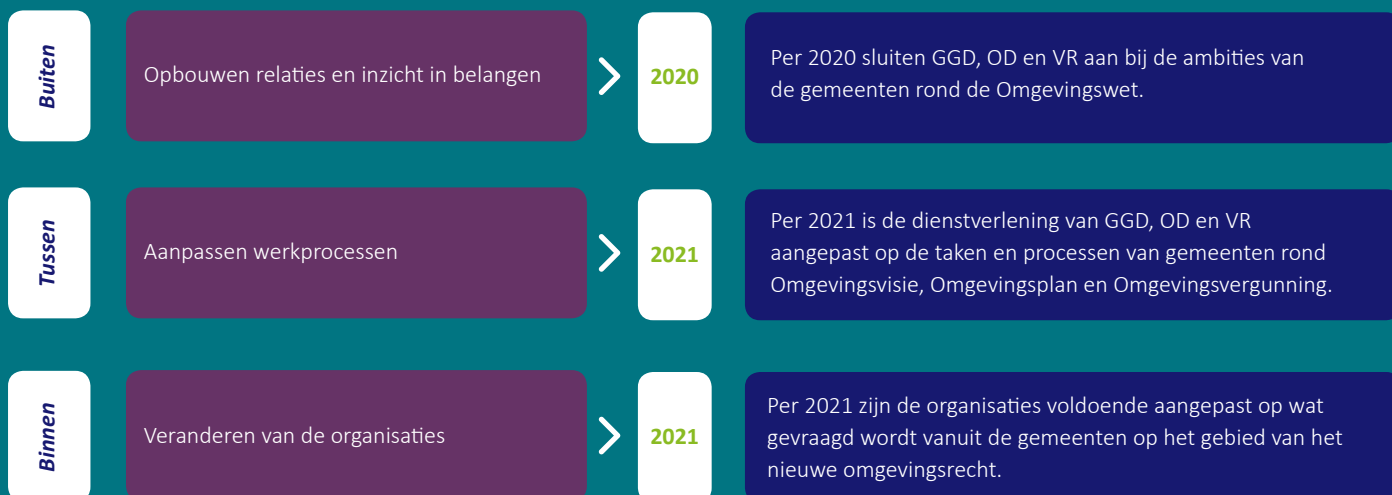 Buiten
Opbouwen relaties en inzicht in belangen
2020
Per 2020 sluiten GGD, OD en VR aan bij de ambities van
de gemeenten rond de Omgevingswet.
Tussen
Aanpassen werkprocessen
2021
Per 2021 is de dienstverlening van GGD, OD en VR
aangepast op de taken en processen van gemeenten rond
Omgevingsvisie, Omgevingsplan en Omgevingsvergunning.
Binnen
Veranderen van de organisaties
2021
Per 2021 zijn de organisaties voldoende aangepast op wat
gevraagd wordt vanuit de gemeenten op het gebied van het
nieuwe omgevingsrecht.